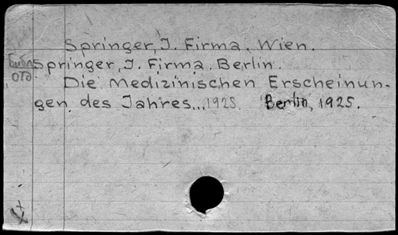 Springer, J. Firma. Wien.
Springer, J. Firma. Berlin.
Die Medizinischen Erscheinun-
gen des Jahres...1925. Berlin, 1925.